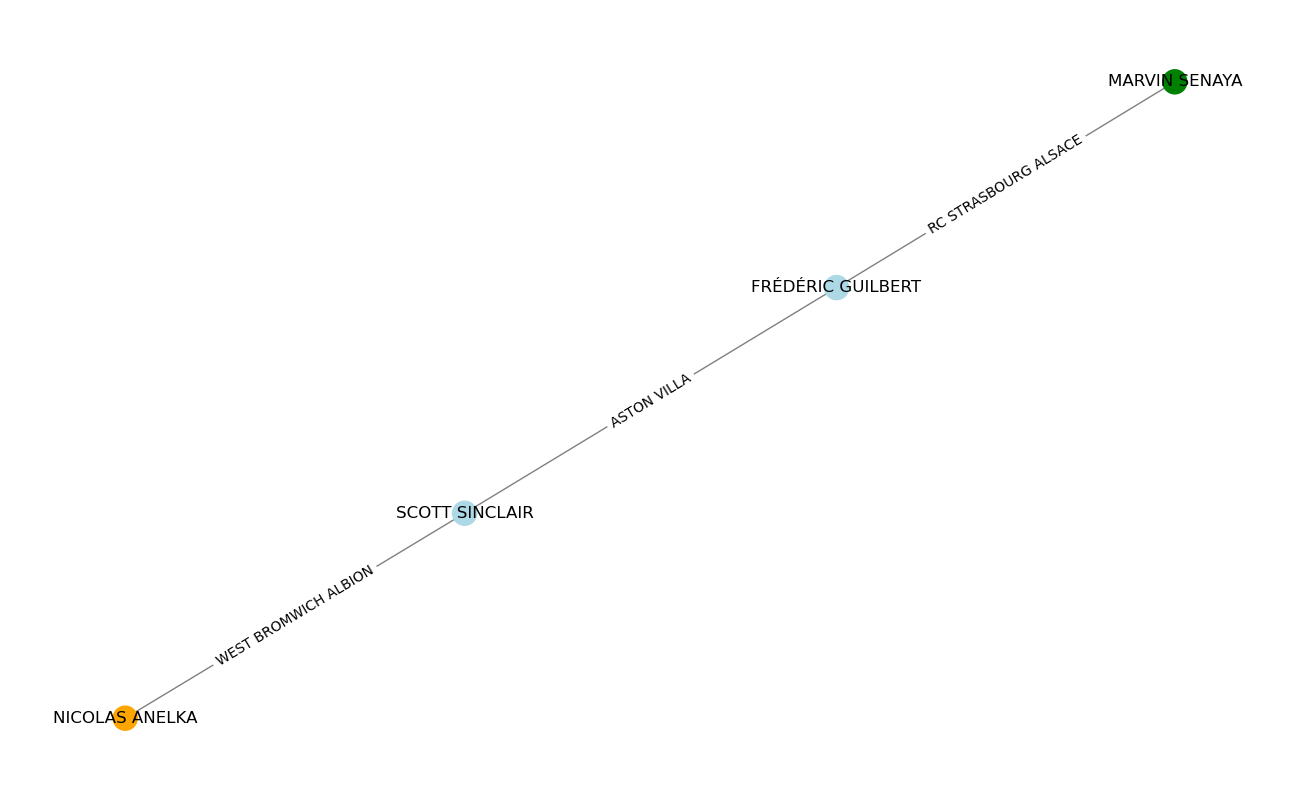 MARVIN SENAYA
RC STRASBOURG ALSACE
FRÉDÉRIC GUILBERT
ASTON VILLA
SCOTT SINCLAIR
WEST BROMWICH ALBION
NICOLAS ANELKA